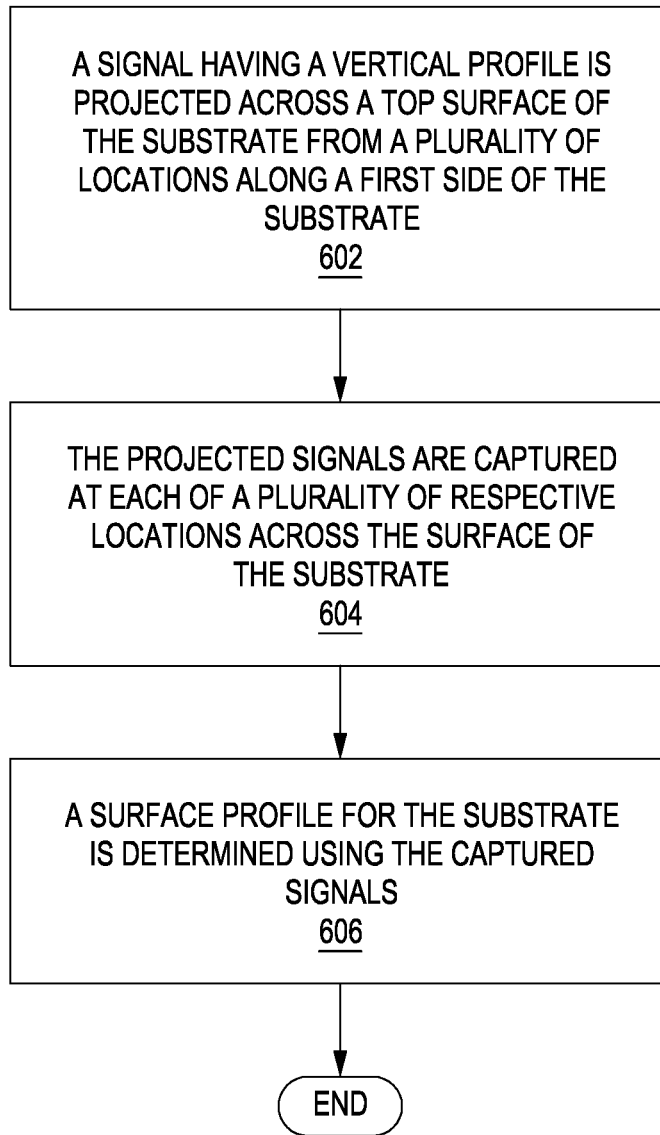 A SIGNAL HAVING A VERTICAL PROFILE IS
PROJECTED ACROSS A TOP SURFACE OF
THE SUBSTRATE FROM A PLURALITY OF
LOCATIONS ALONG A FIRST SIDE OF THE
SUBSTRATE
602
THE PROJECTED SIGNALS ARE CAPTURED
AT EACH OF A PLURALITY OF RESPECTIVE
LOCATIONS ACROSS THE SURFACE OF
THE SUBSTRATE
604
A SURFACE PROFILE FOR THE SUBSTRATE
IS DETERMINED USING THE CAPTURED
SIGNALS
606
END